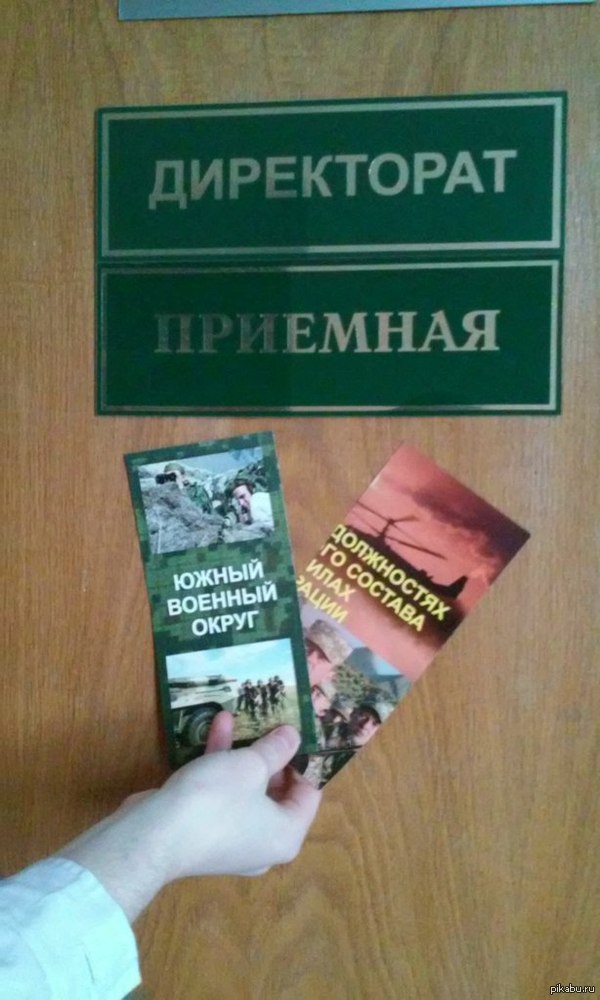 ДИРЕКТОРАТ
ПРИЕМНАЯ
ЮЖНЫЙ
ВОЕННЫЙ
ОКРУГ
ДОЛЖНОСТЯХ
ГО СОСТАВА
ИЛАХ
РАЦИИ
pikabu.ru